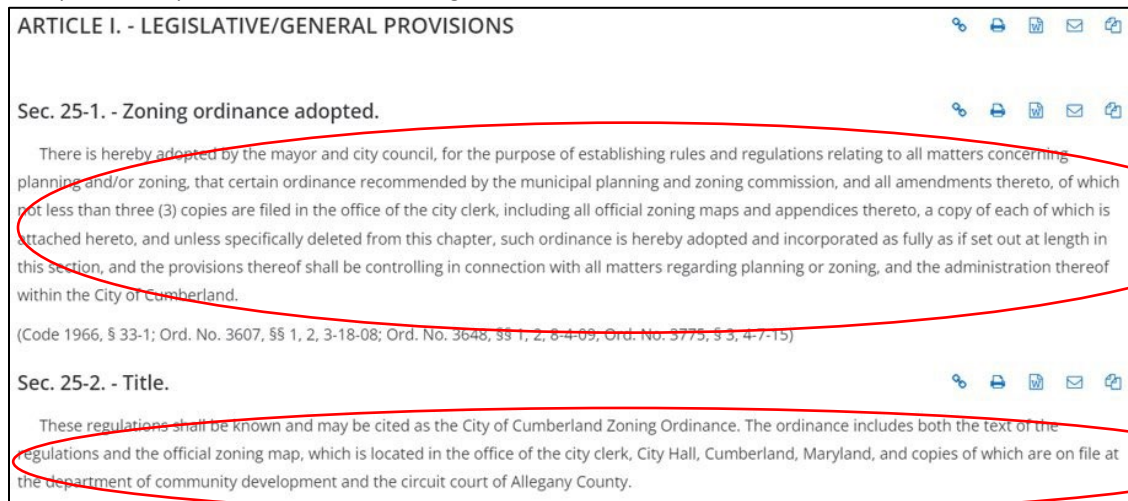 ARTICLE I. - LEGISLATIVE/GENERAL PROVISIONS
Sec. 25-1. - Zoning ordinance adopted.
There is hereby adopted by the mayor and city council, for the purpose of establishing rules and regulations relating to all matters concerning
planning and/or zoning, that certain ordinance recommended by the municipal planning and zoning commission, and all amendments thereto, of which
not less than three (3) copies are filed in the office of the city clerk, including all official zoning maps and appendices thereto, a copy of each of which is
attached hereto, and unless specifically deleted from this chapter, such ordinance is hereby adopted and incorporated as fully as if set out at length in
this section, and the provisions thereof shall be controlling in connection with all matters regarding planning or zoning, and the administration thereof
within the City of Cumberland.
(Code 1966, § 33-1; Ord. No. 3607, §§ 1, 2, 3-18-08; Ord. No. 3648, §§ 1, 2, 8-4-09; Ord. No. 3775, § 3, 4-7-15)
Sec. 25-2. - Title.
These regulations shall be known and may be cited as the City of Cumberland Zoning Ordinance. The ordinance includes both the text of the
regulations and the official zoning map, which is located in the office of the city clerk, City Hall, Cumberland, Maryland, and copies of which are on file at
the department of community development and the circuit court of Allegany County.